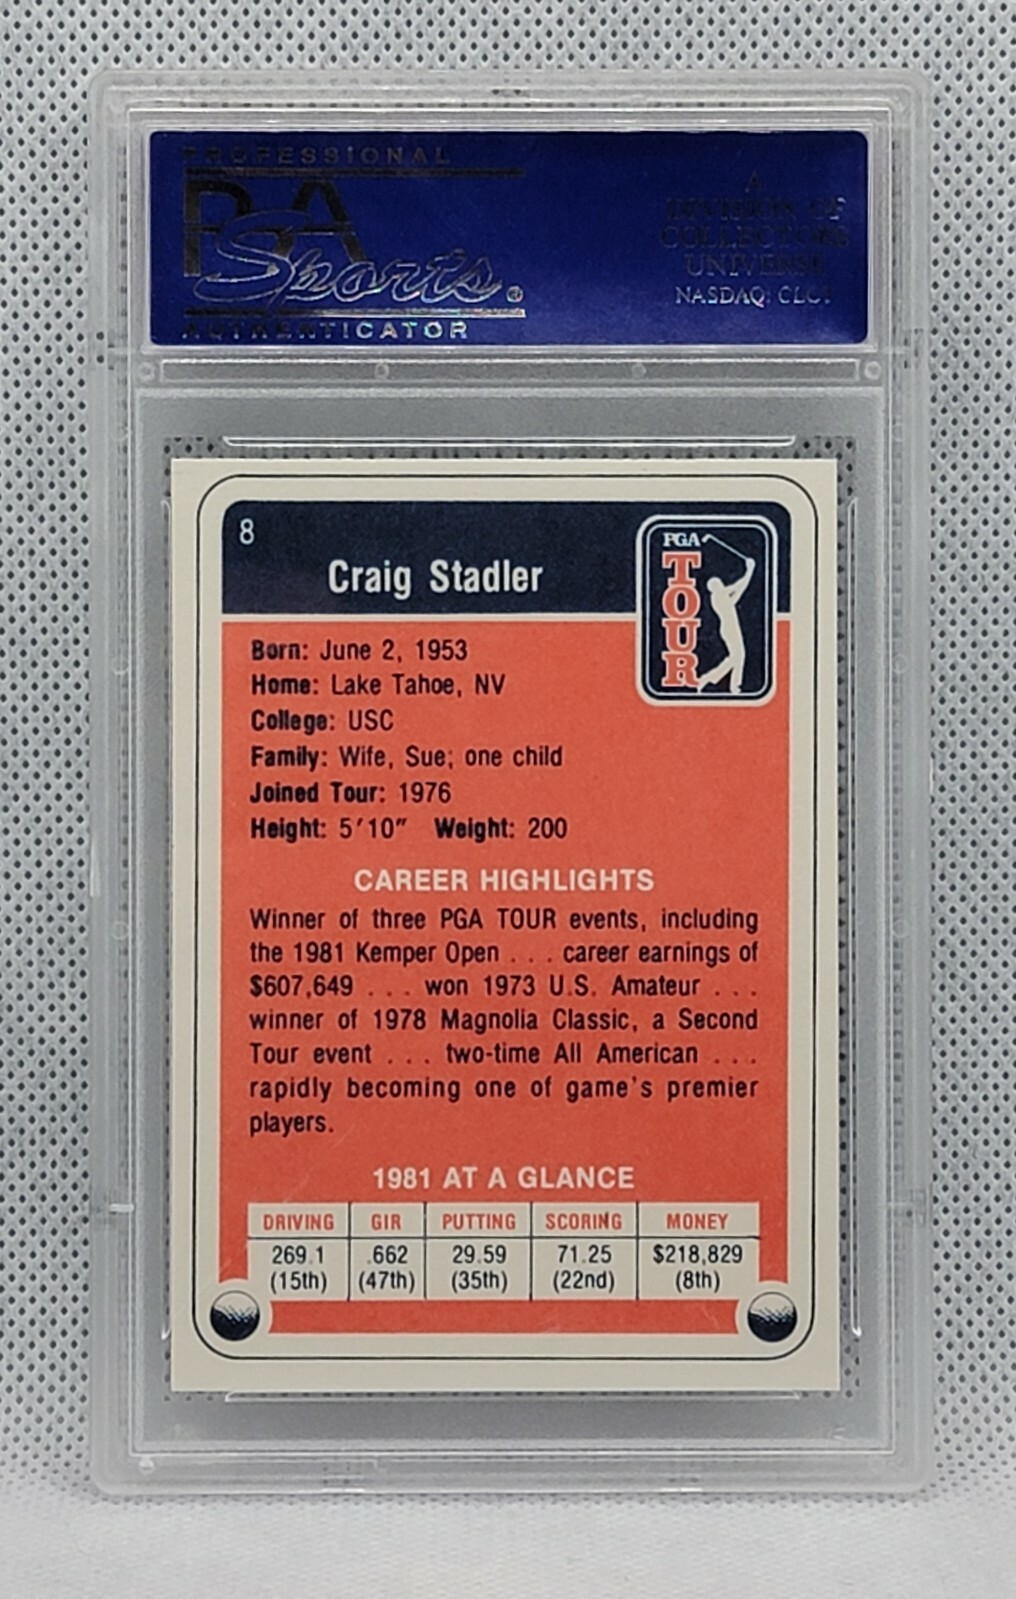 PROFESSIONAL
PSA
Sports®
AUTHENTICATOR
A
DIVISION OF
COLLECTORS
UNIVERSE
NASDAQ: CLCT
8
Craig Stadler
PGA
TOUR
Born: June 2, 1953
Home: Lake Tahoe, NV
College: USC
Family: Wife, Sue; one child
Joined Tour: 1976
Height: 5'10" Weight: 200
CAREER HIGHLIGHTS
Winner of three PGA TOUR events, including
the 1981 Kemper Open . . . career earnings of
$607,649 . . . won 1973 U.S. Amateur . . .
winner of 1978 Magnolia Classic, a Second
Tour event . . . two-time All American . . .
rapidly becoming one of game's premier
players.
1981 AT A GLANCE
DRIVING GIR PUTTING SCORING MONEY
269.1 .662 29.59 71.25 $218,829
(15th) (47th) (35th) (22nd) (8th)